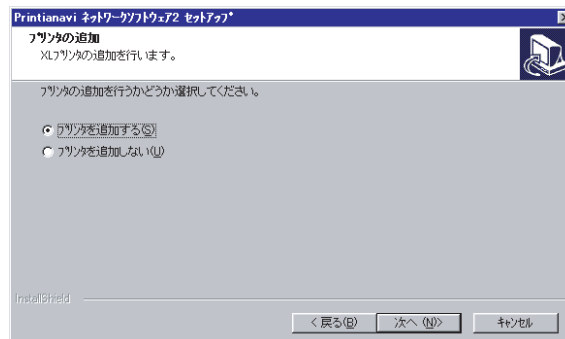 Printianavi ﾈｯﾄﾜｰｸｿﾌﾄｳｪｱ2 ｾｯﾄｱｯﾌﾟ
ﾌﾟﾘﾝﾀの追加
XLﾌﾟﾘﾝﾀの追加を行います。
ﾌﾟﾘﾝﾀの追加を行うかどうか選択してください。
ﾌﾟﾘﾝﾀを追加する(S)
ﾌﾟﾘﾝﾀを追加しない(U)
InstallShield
< 戻る(B)
次へ (N)>
ｷｬﾝｾﾙ